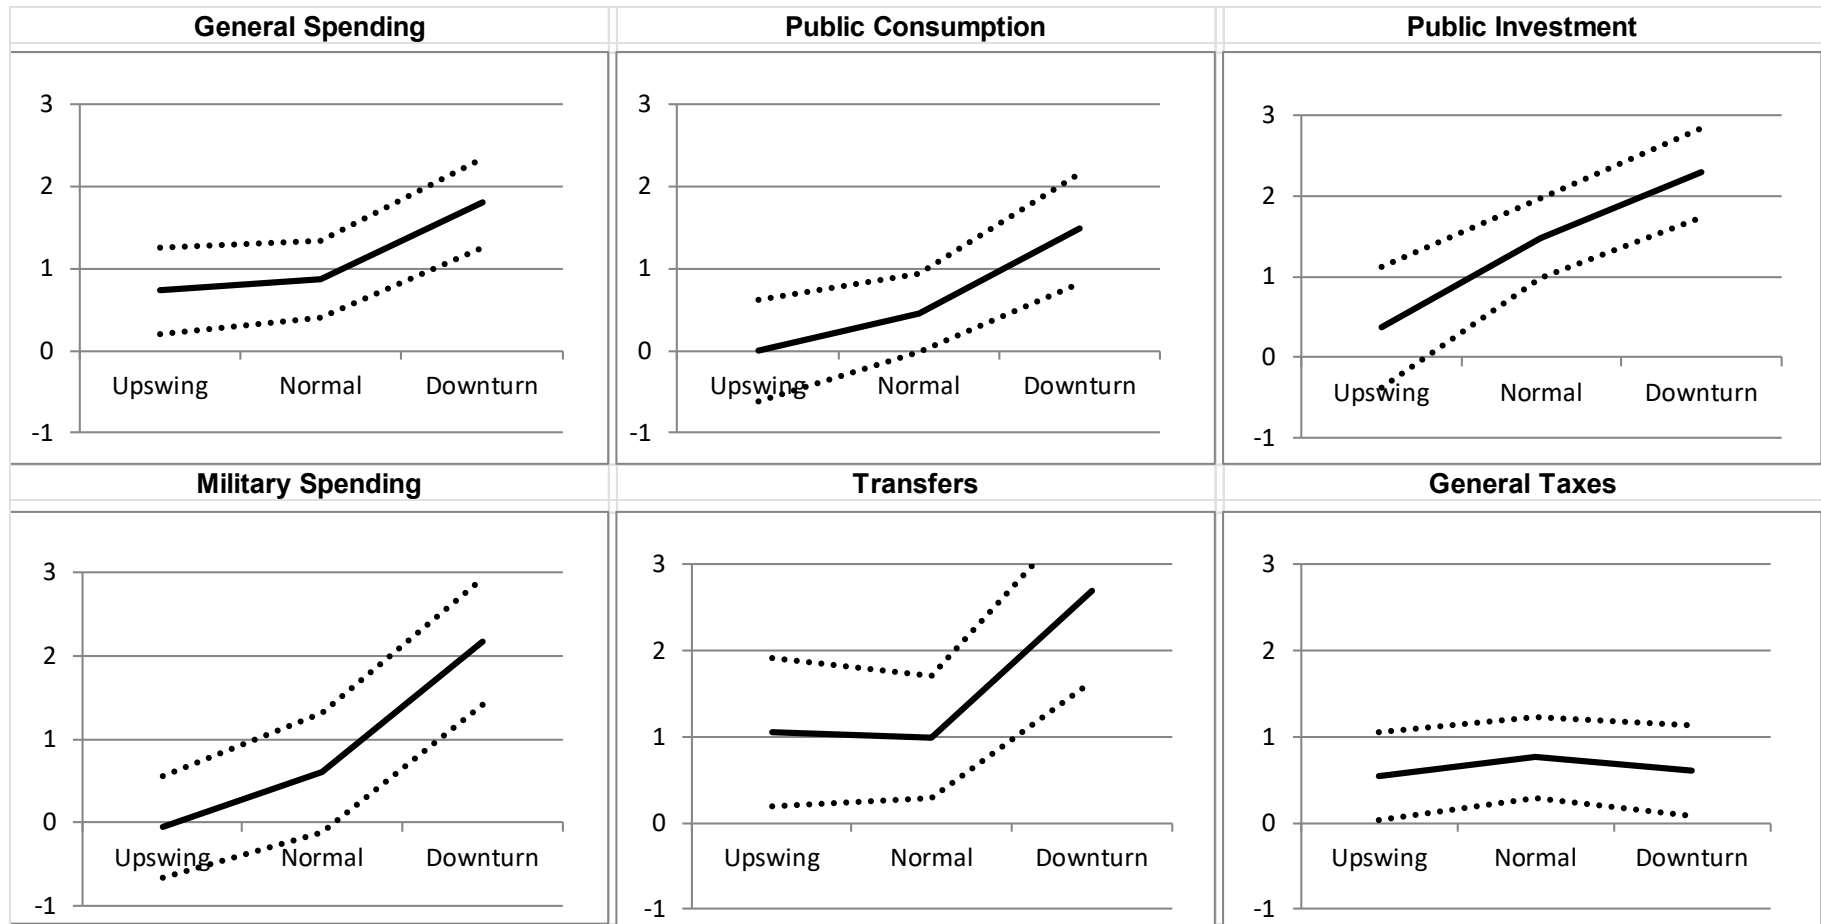 General Spending
Public Consumption
Public Investment
3
2
1
0
-1
Upswing
Normal
Downturn
3
2
1
0
-1
Upswing
Normal
Downturn
3
2
1
0
-1
Upswing
Normal
Downturn
Military Spending
Transfers
General Taxes
3
2
1
0
-1
Upswing
Normal
Downturn
3
2
1
0
-1
Upswing
Normal
Downturn
3
2
1
0
-1
Upswing
Normal
Downturn